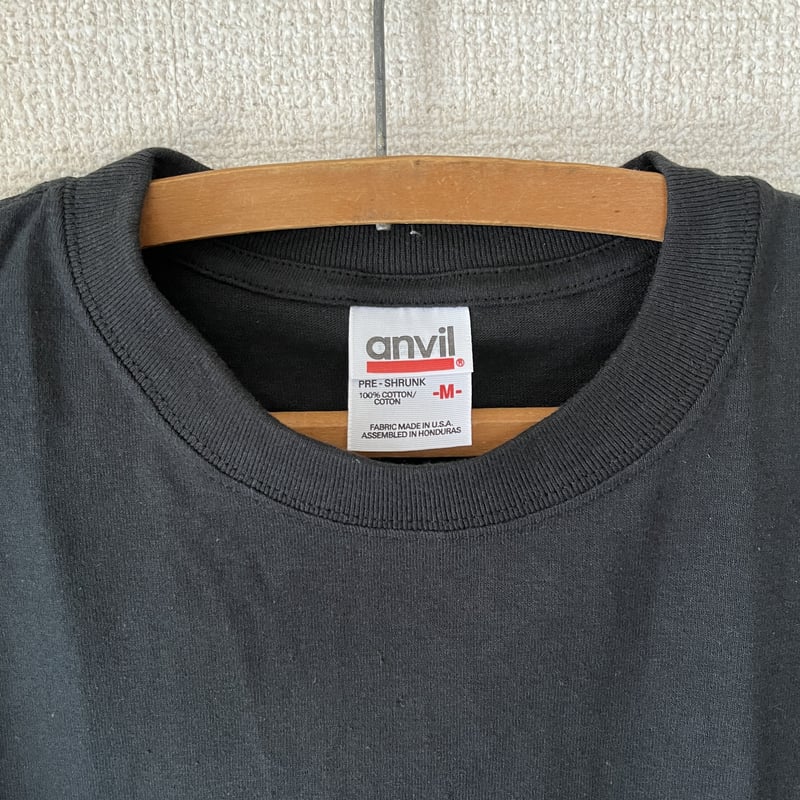 anvil®
PRE-SHRUNK
100% COTTON/
COTON
-M-
FABRIC MADE IN U.S.A.
ASSEMBLED IN HONDURAS